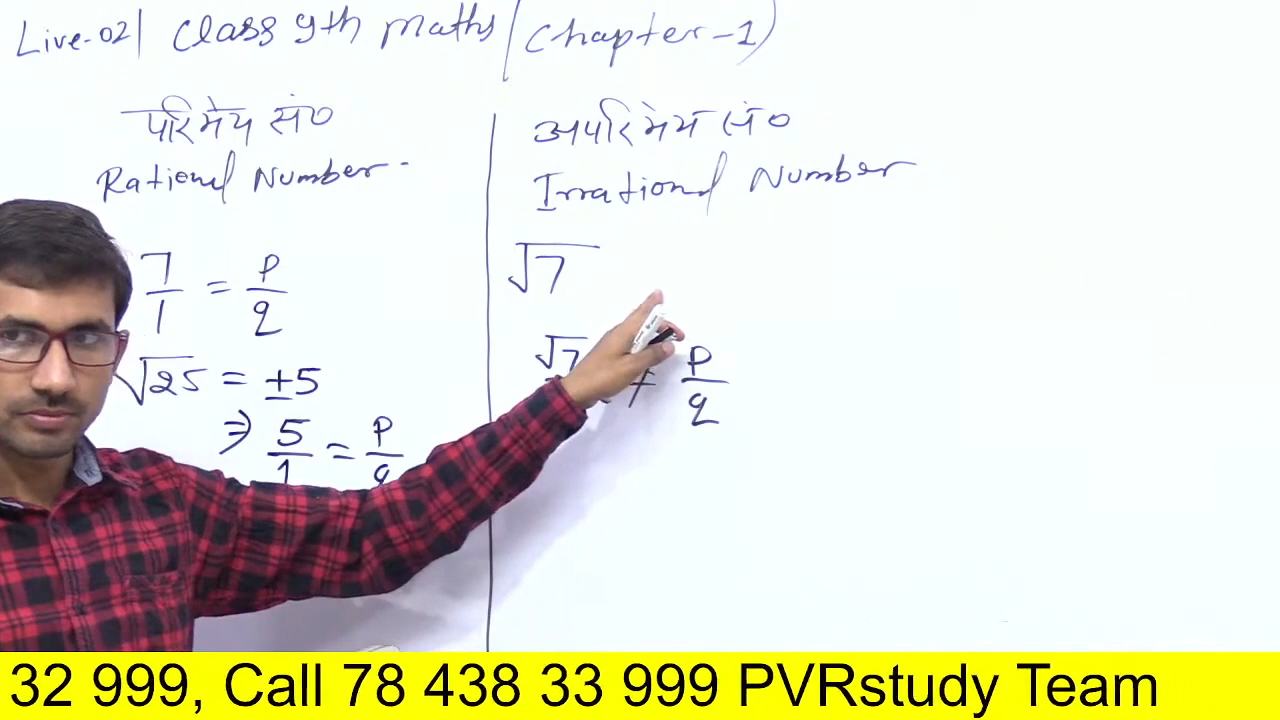 Live-02| Class 9th maths (Chapter-1)
परिमेय सं०
Rational Number-
7/1 = P/q
√25 = ±5
⇒ 5/1 = P/q
अपरिमेय सं०
Irrational Number
√7
√7 ≠ P/q
32 999, Call 78 438 33 999 PVRstudy Team